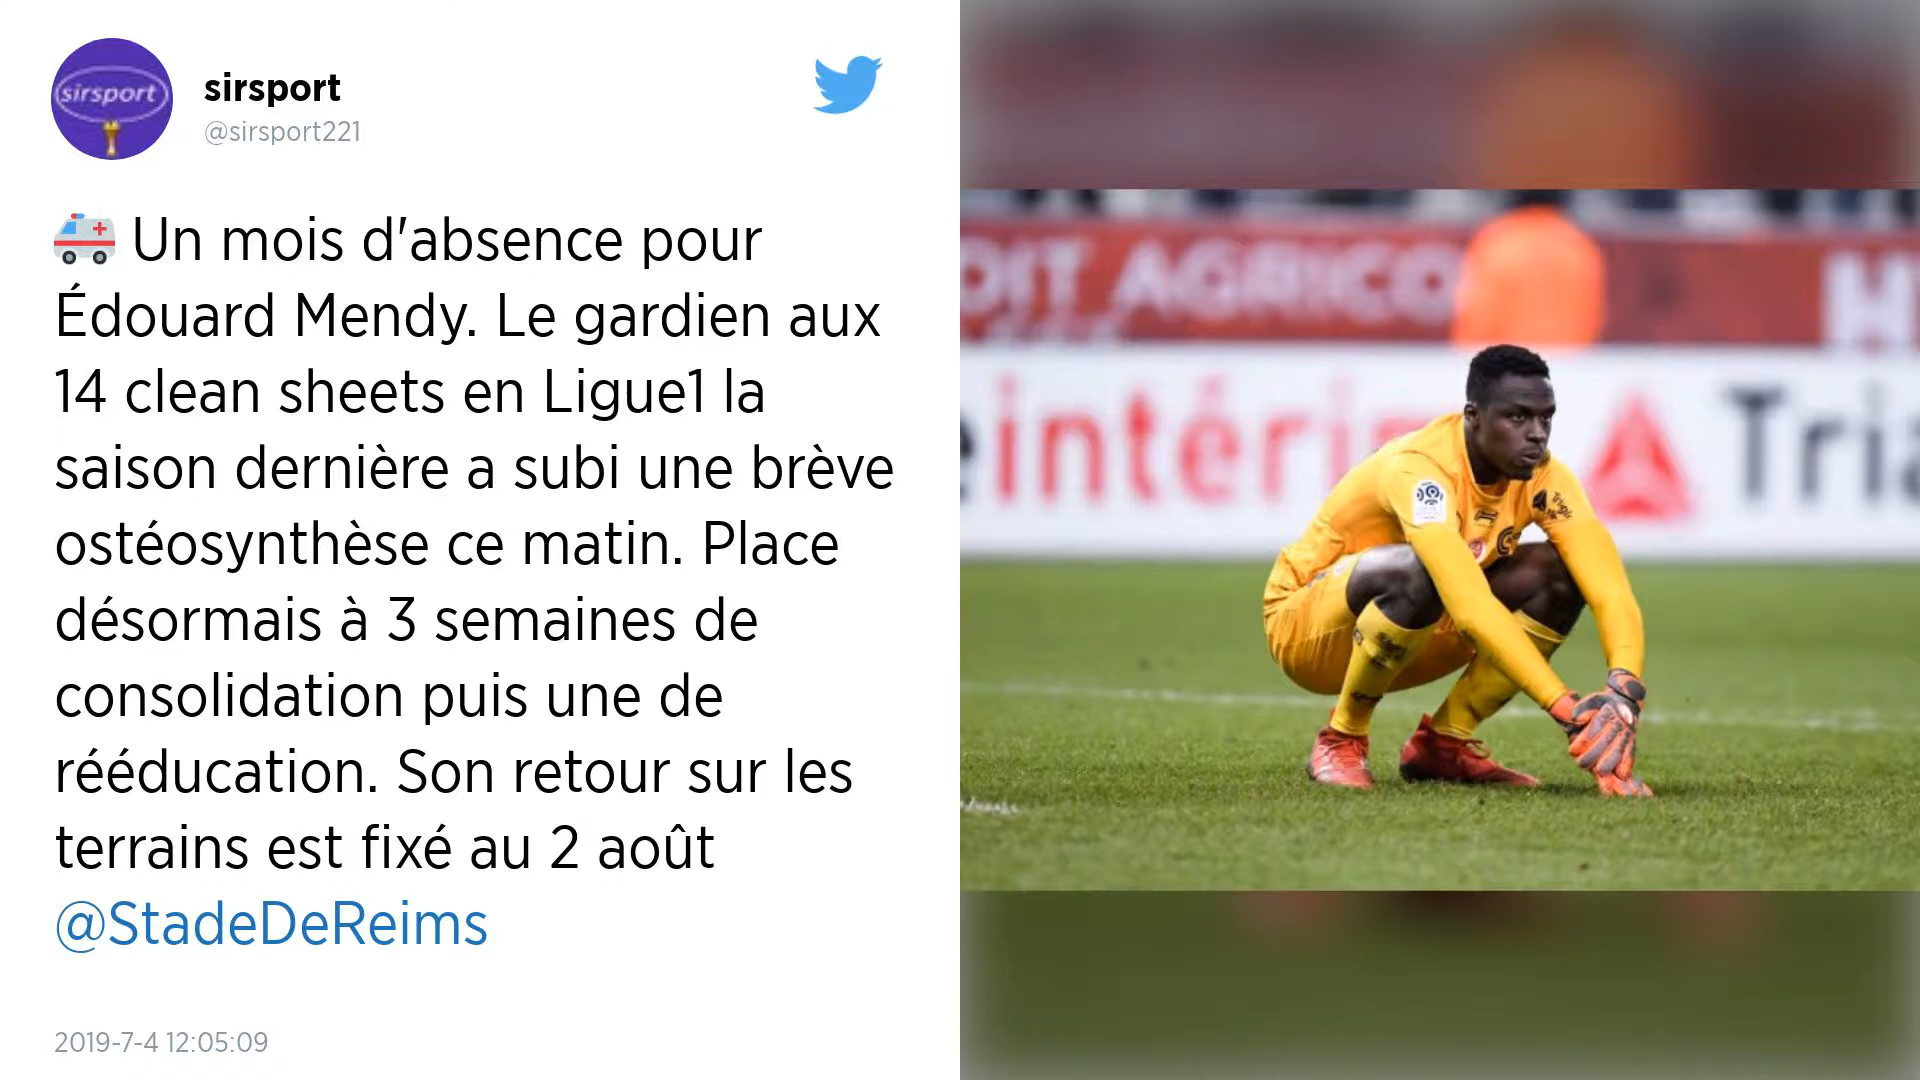 sirsport
sirsport
@sirsport221
Un mois d'absence pour
Édouard Mendy. Le gardien aux
14 clean sheets en Ligue1 la
saison dernière a subi une brève
ostéosynthèse ce matin. Place
désormais à 3 semaines de
consolidation puis une de
rééducation. Son retour sur les
terrains est fixé au 2 août
@StadeDeReims
2019-7-4 12:05:09
OIT AGRICO
intéri
Tria